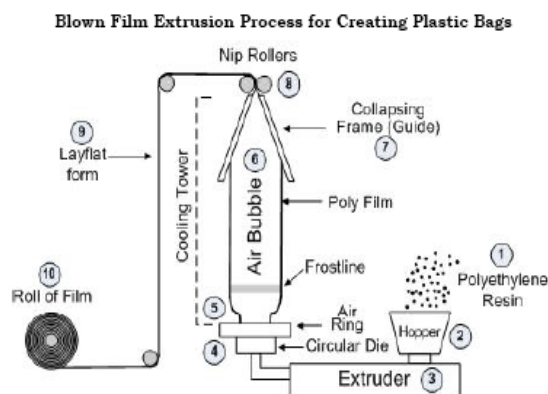 Blown Film Extrusion Process for Creating Plastic Bags
Nip Rollers
8
Collapsing
Frame (Guide)
7
9
Layflat
form
Cooling Tower
6
Air Bubble
Poly Film
Frostline
10
Roll of Film
1
Polyethylene
Resin
5
Air
Ring
Hopper
2
4
Circular Die
Extruder
3